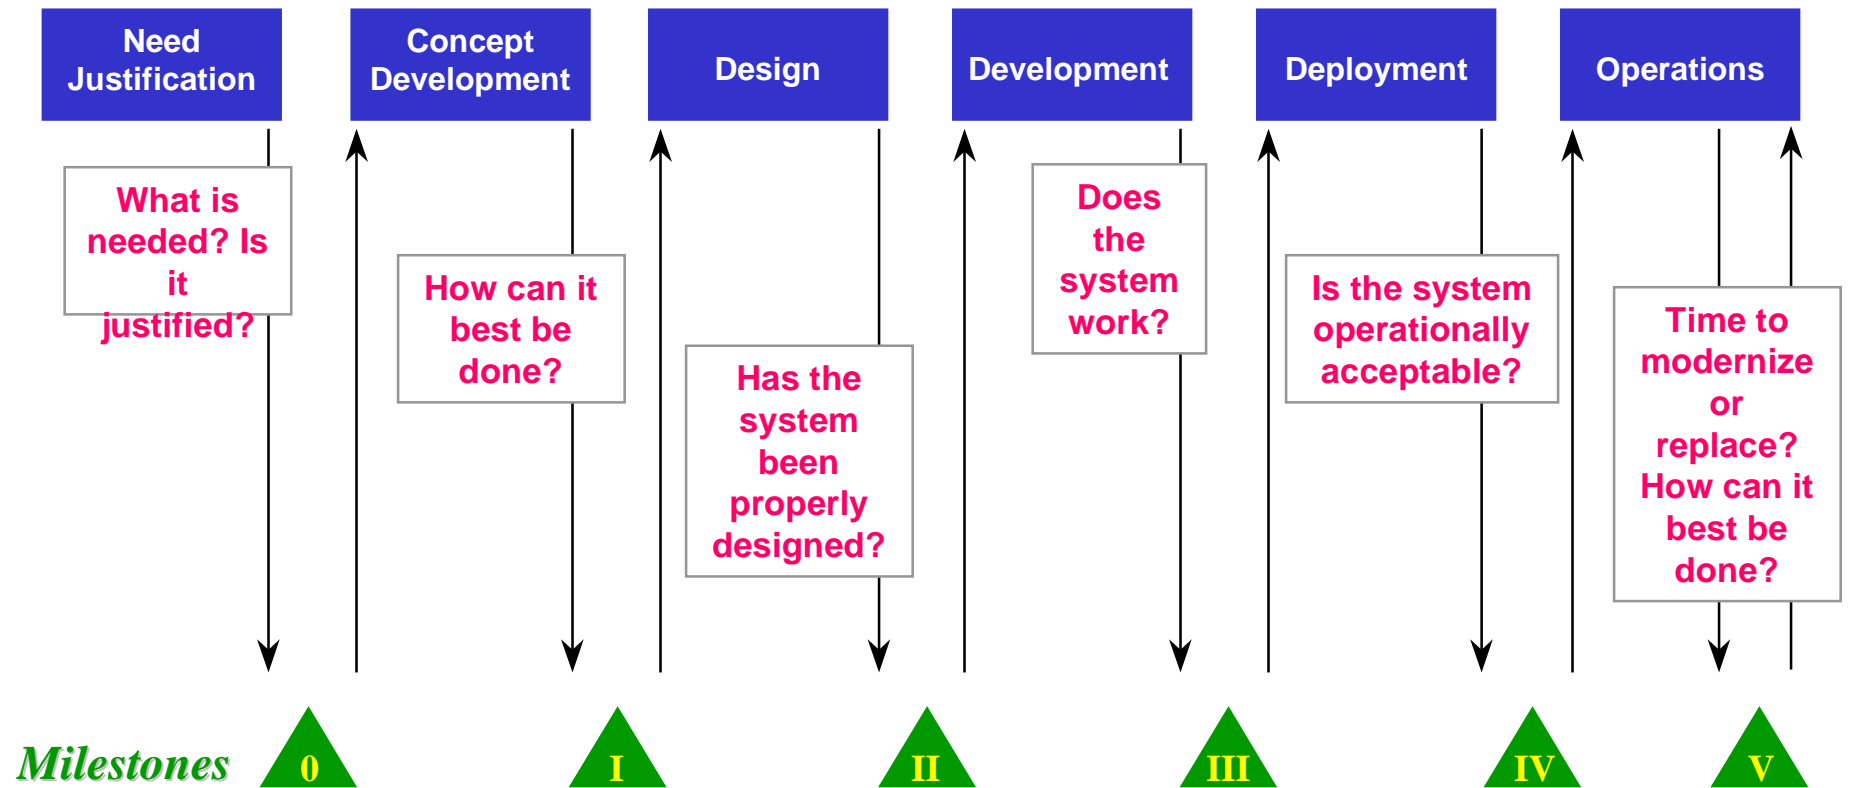 Need
Justification
Concept
Development
Design
Development
Deployment
Operations
What is
needed? Is
it
justified?
How can it
best be
done?
Has the
system
been
properly
designed?
Does
the
system
work?
Is the system
operationally
acceptable?
Time to
modernize
or
replace?
How can it
best be
done?
Milestones
0
I
II
III
IV
V